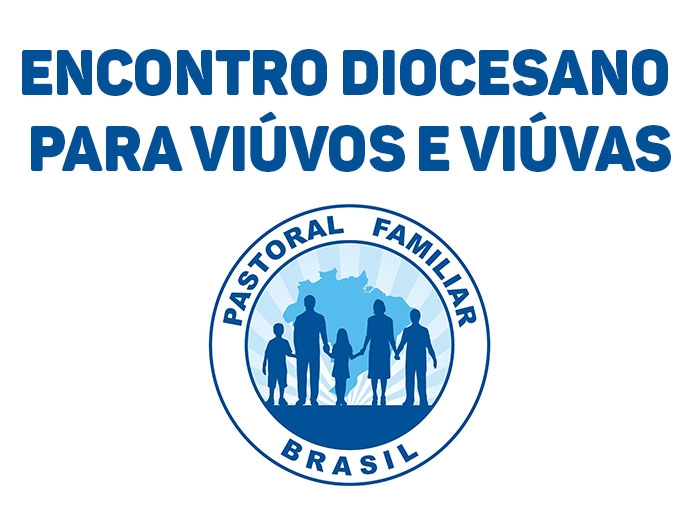 ENCONTRO DIOCESANO
PARA VIÚVOS E VIÚVAS
PASTORAL FAMILIAR
BRASIL